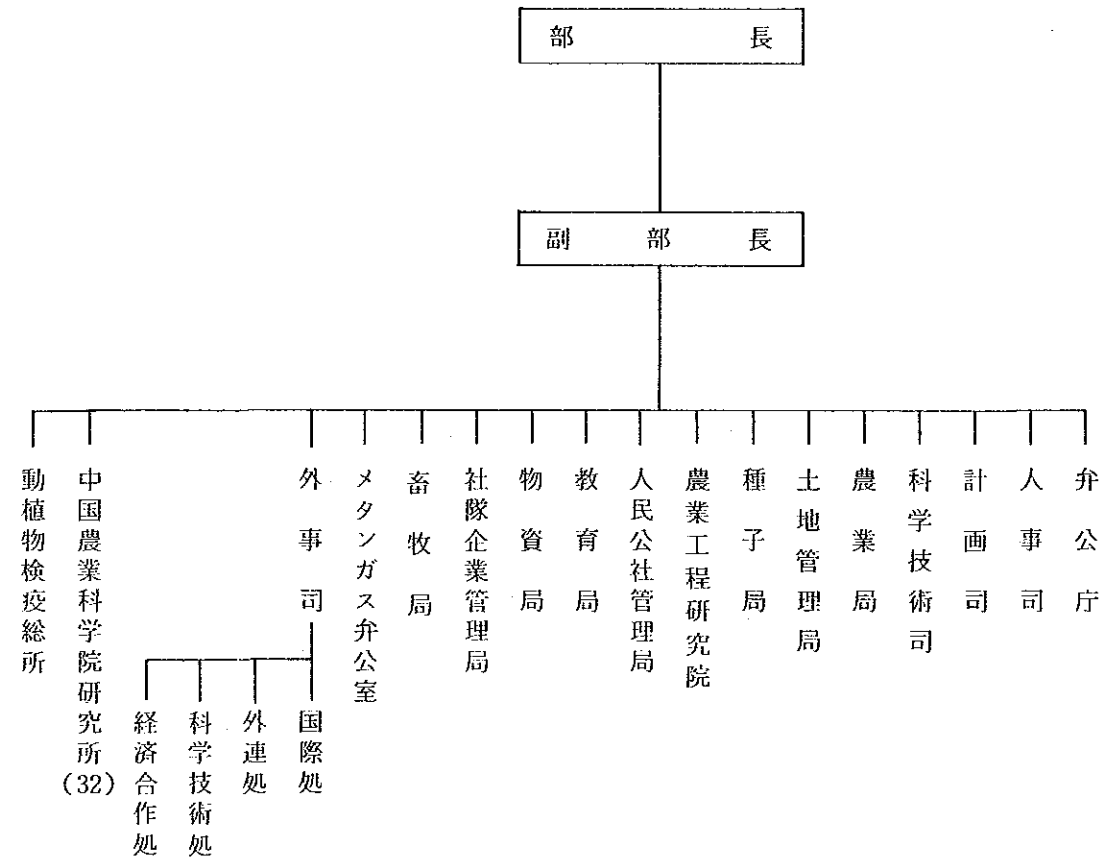 部長
副部長
弁公庁
人事司
計画司
科学技術司
農業局
土地管理局
種子局
農業工程研究院
人民公社管理局
教育局
物資局
社隊企業管理局
畜牧局
メタンガス弁公室
外事司
国際処
外連処
科学技術処
経済合作処
中国農業科学院研究所(32)
動植物検疫総所